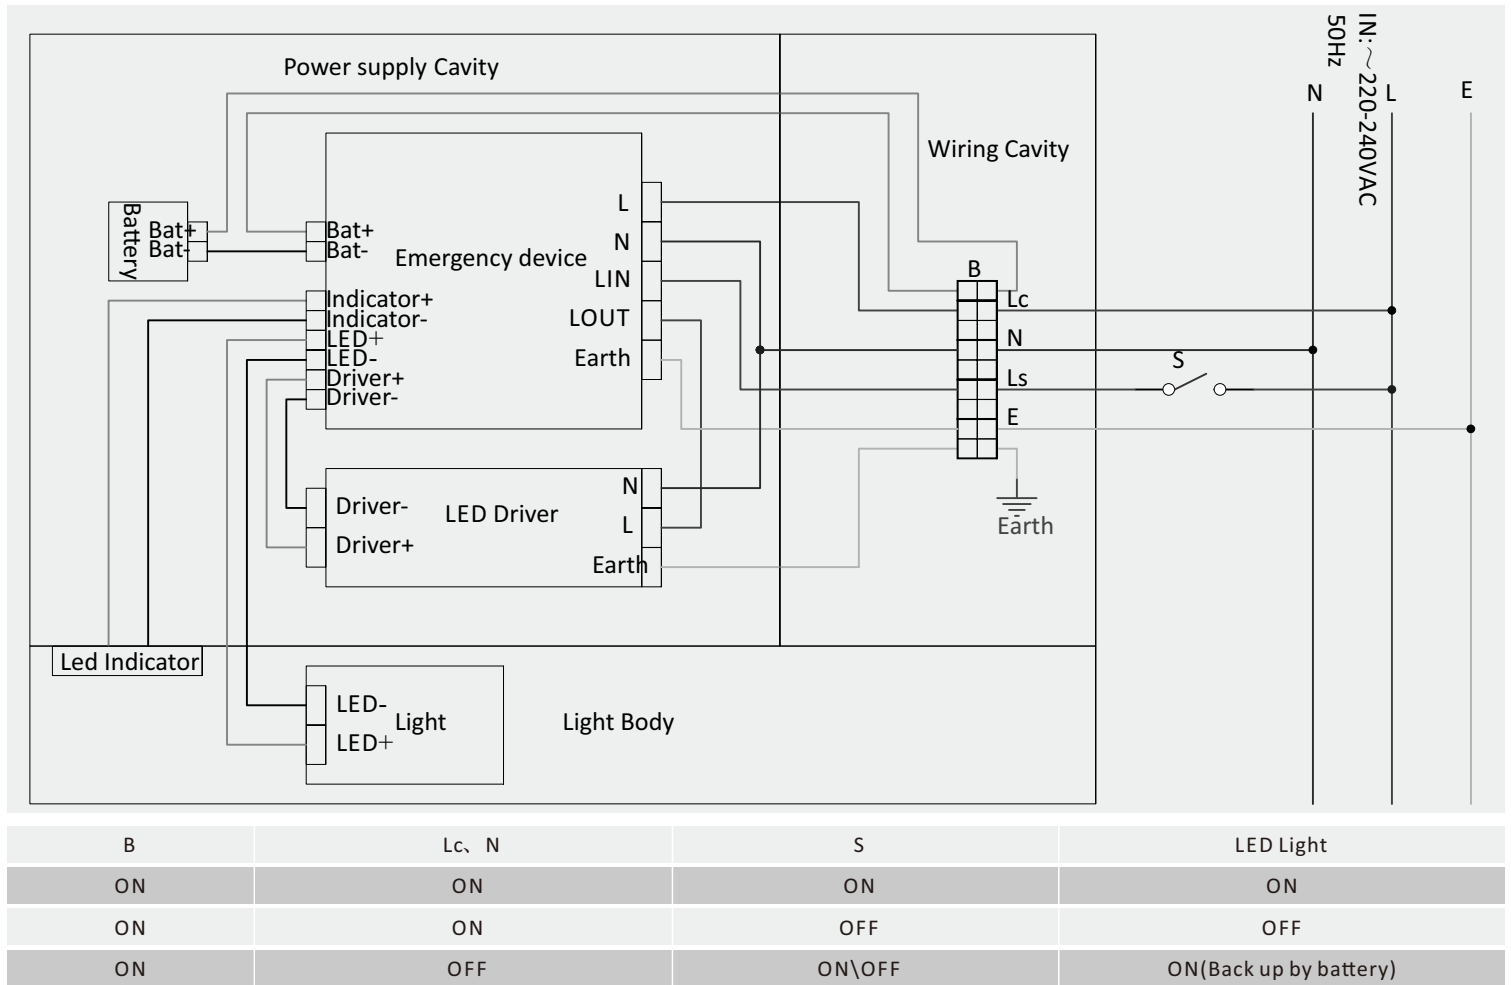 IN:～220-240VAC
50Hz
N
L
E
Power supply Cavity
Wiring Cavity
Battery
Bat+
Bat-
Bat+
Bat-
Emergency device
L
N
LIN
LOUT
Earth
Indicator+
Indicator-
LED+
LED-
Driver+
Driver-
B
Lc
N
Ls
E
S
Earth
Driver-
Driver+
LED Driver
N
L
Earth
Led Indicator
LED-
LED+
Light
Light Body
B Lc、N S LED Light
ON ON ON ON
ON ON OFF OFF
ON OFF ON\OFF ON(Back up by battery)